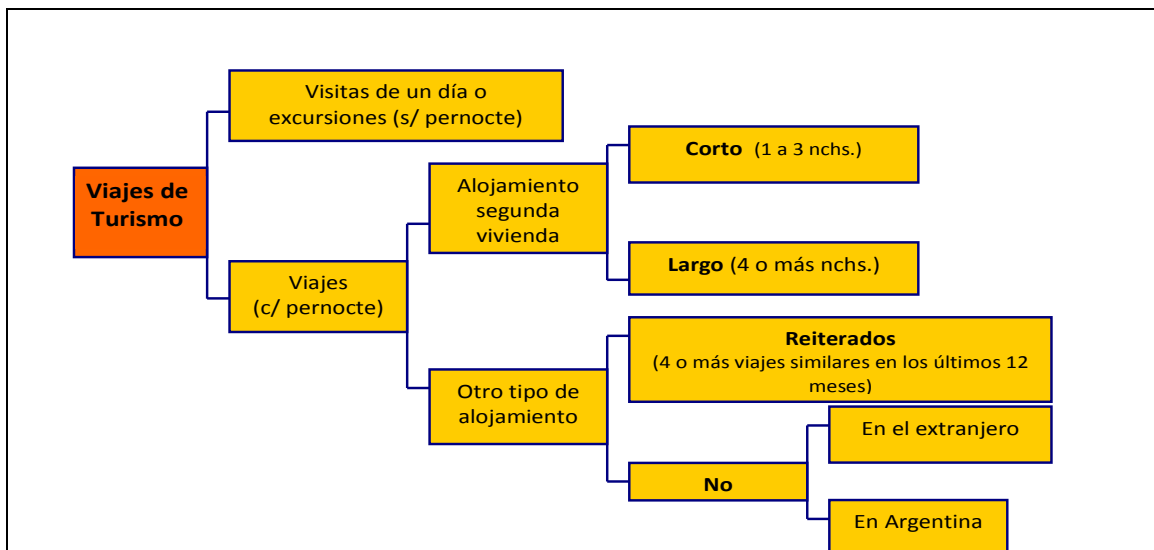 Viajes de
Turismo
Visitas de un día o
excursiones (s/ pernocte)
Viajes
(c/ pernocte)
Alojamiento
segunda
vivienda
Corto (1 a 3 nchs.)
Largo (4 o más nchs.)
Otro tipo de
alojamiento
Reiterados
(4 o más viajes similares en los últimos 12
meses)
No
En el extranjero
En Argentina